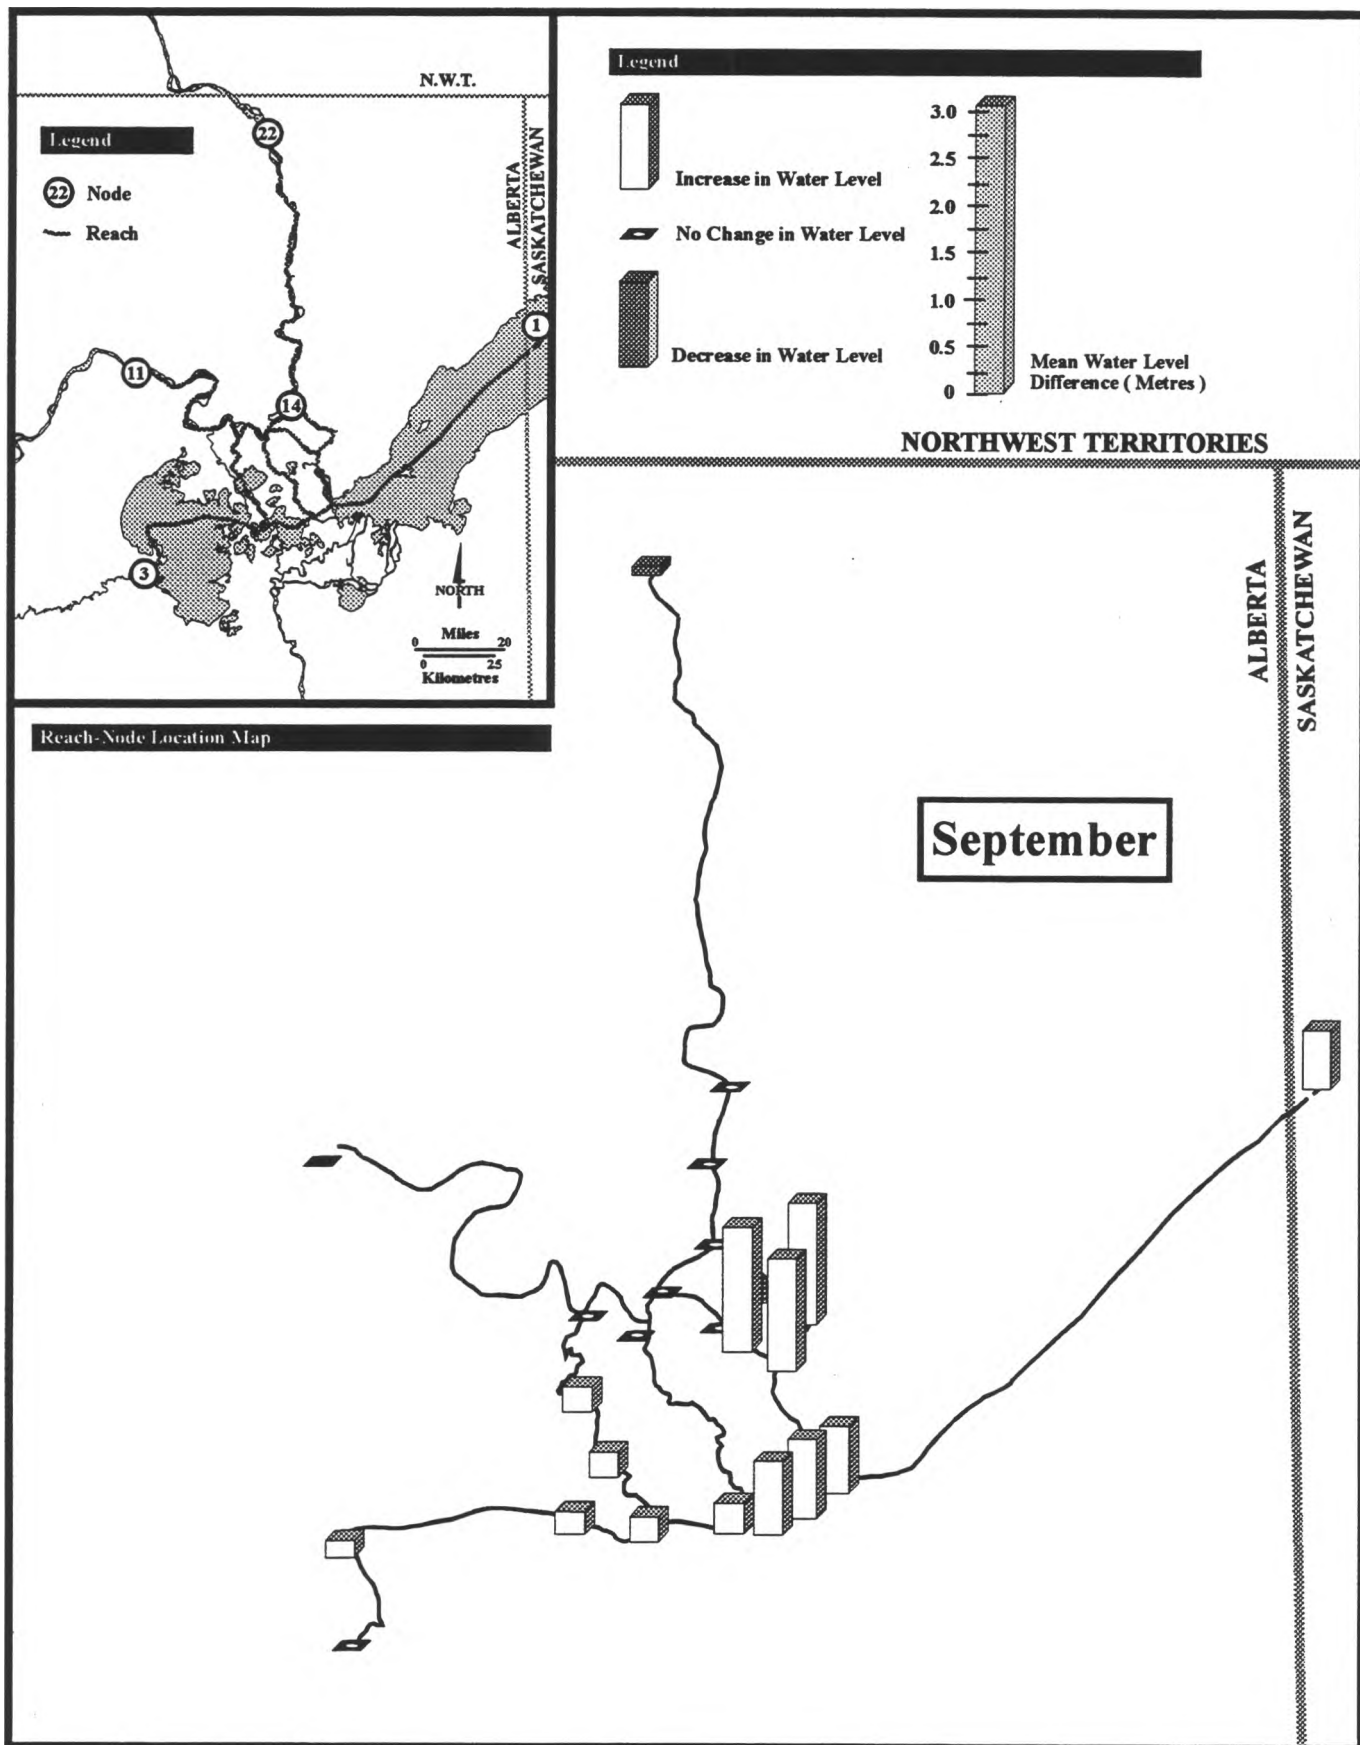 N.W.T.
Legend
22
22 Node
Reach
ALBERTA
SASKATCHEWAN
1
11
14
3
NORTH
Miles
0 20
0 25
Kilometres
Reach-Node Location Map
Legend
Increase in Water Level
No Change in Water Level
Decrease in Water Level
3.0
2.5
2.0
1.5
1.0
0.5
0
Mean Water Level
Difference ( Metres )
NORTHWEST TERRITORIES
ALBERTA
SASKATCHEWAN
September